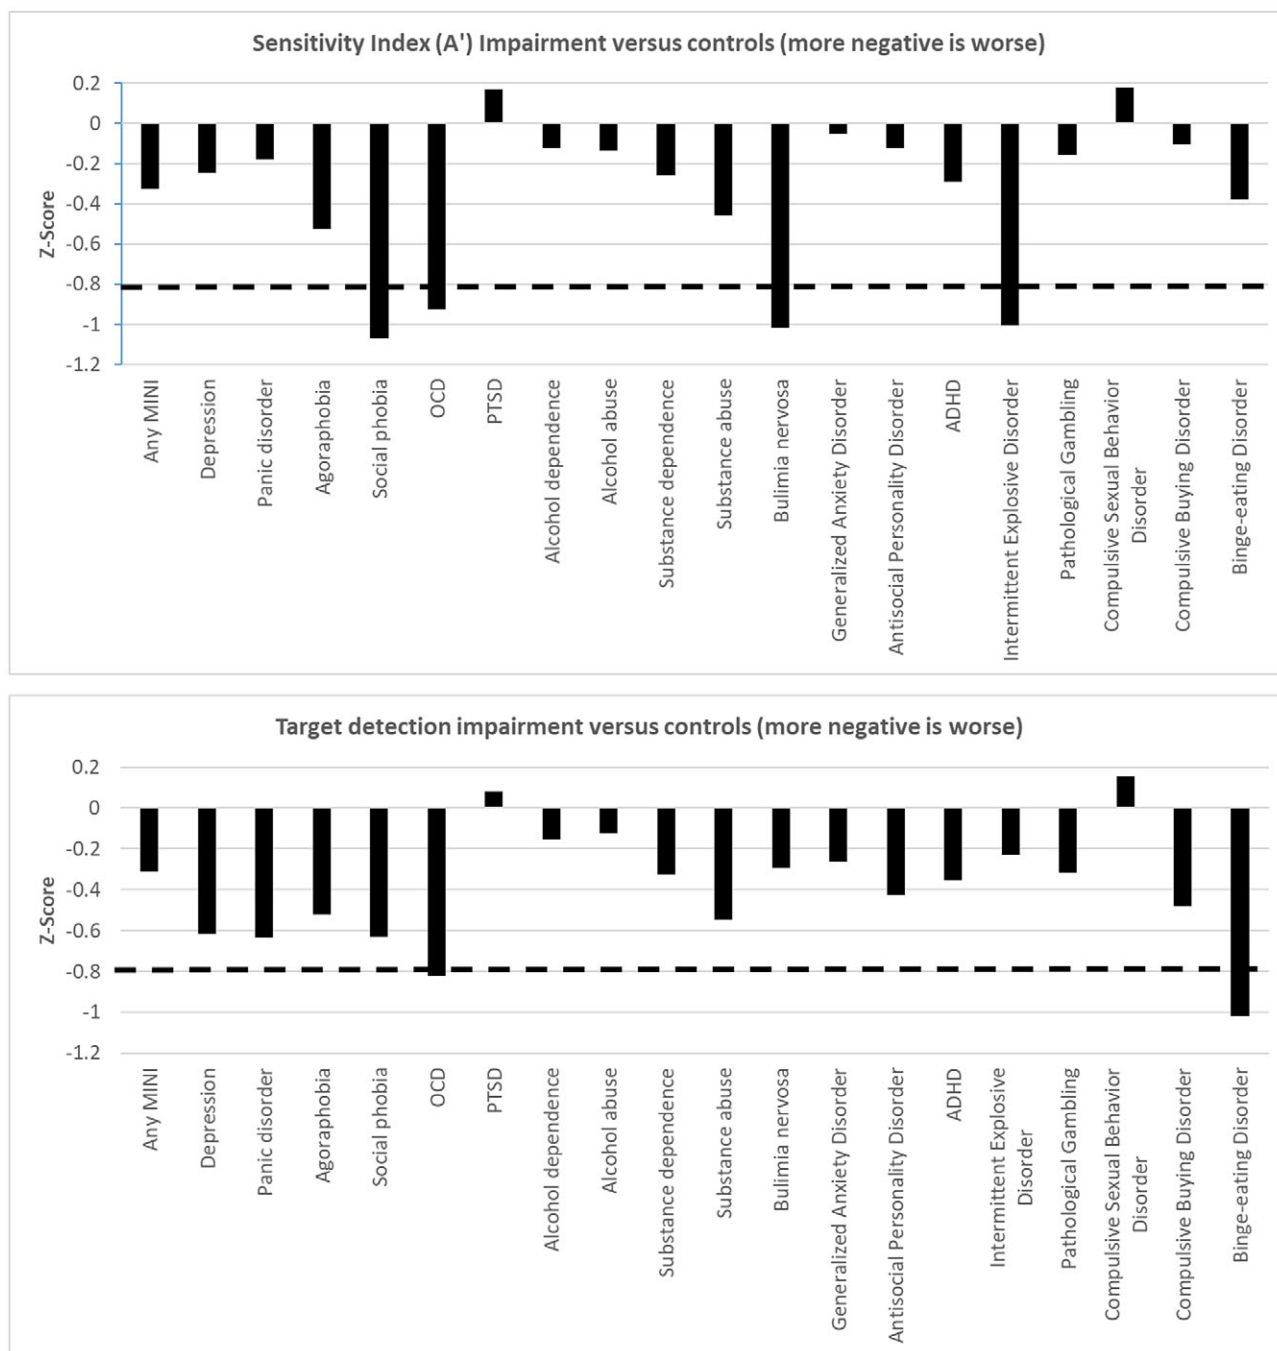 Sensitivity Index (A') Impairment versus controls (more negative is worse)
0.2
0
-0.2
-0.4
-0.6
-0.8
-1
-1.2
Z-Score
Any MINI
Depression
Panic disorder
Agoraphobia
Social phobia
OCD
PTSD
Alcohol dependence
Alcohol abuse
Substance dependence
Substance abuse
Bulimia nervosa
Generalized Anxiety Disorder
Antisocial Personality Disorder
ADHD
Intermittent Explosive Disorder
Pathological Gambling
Compulsive Sexual Behavior
Disorder
Compulsive Buying Disorder
Binge-eating Disorder
Target detection impairment versus controls (more negative is worse)
0.2
0
-0.2
-0.4
-0.6
-0.8
-1
-1.2
Z-Score
Any MINI
Depression
Panic disorder
Agoraphobia
Social phobia
OCD
PTSD
Alcohol dependence
Alcohol abuse
Substance dependence
Substance abuse
Bulimia nervosa
Generalized Anxiety Disorder
Antisocial Personality Disorder
ADHD
Intermittent Explosive
Disorder
Pathological Gambling
Compulsive Sexual Behavior
Disorder
Compulsive Buying Disorder
Binge-eating Disorder